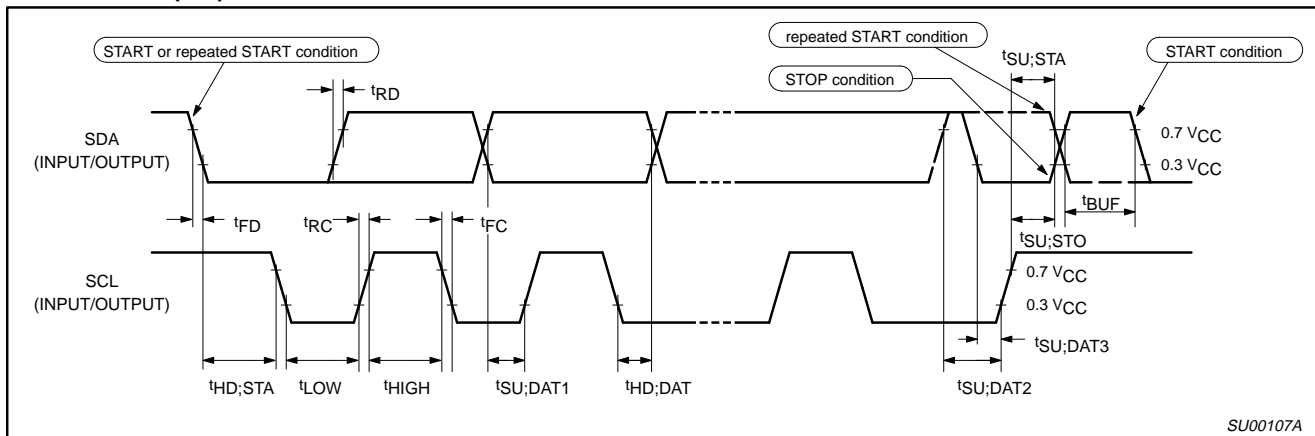 START or repeated START condition
repeated START condition
START condition
tSU;STA
STOP condition
tRD
SDA
(INPUT/OUTPUT)
0.7 VCC
0.3 VCC
tFD
tRC
tFC
tBUF
tSU;STO
SCL
(INPUT/OUTPUT)
0.7 VCC
0.3 VCC
tSU;DAT3
tHD;STA
tLOW
tHIGH
tSU;DAT1
tHD;DAT
tSU;DAT2
SU00107A